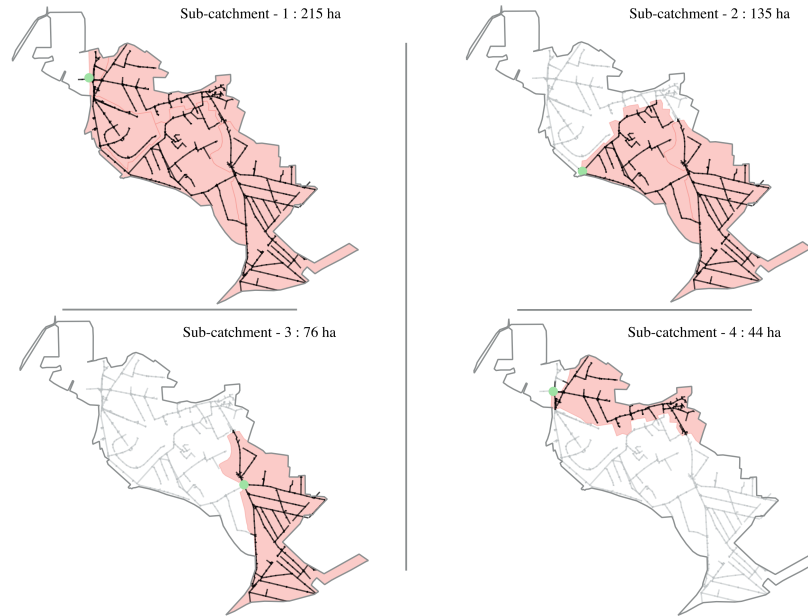 Sub-catchment - 1 : 215 ha
Sub-catchment - 2 : 135 ha
Sub-catchment - 3 : 76 ha
Sub-catchment - 4 : 44 ha